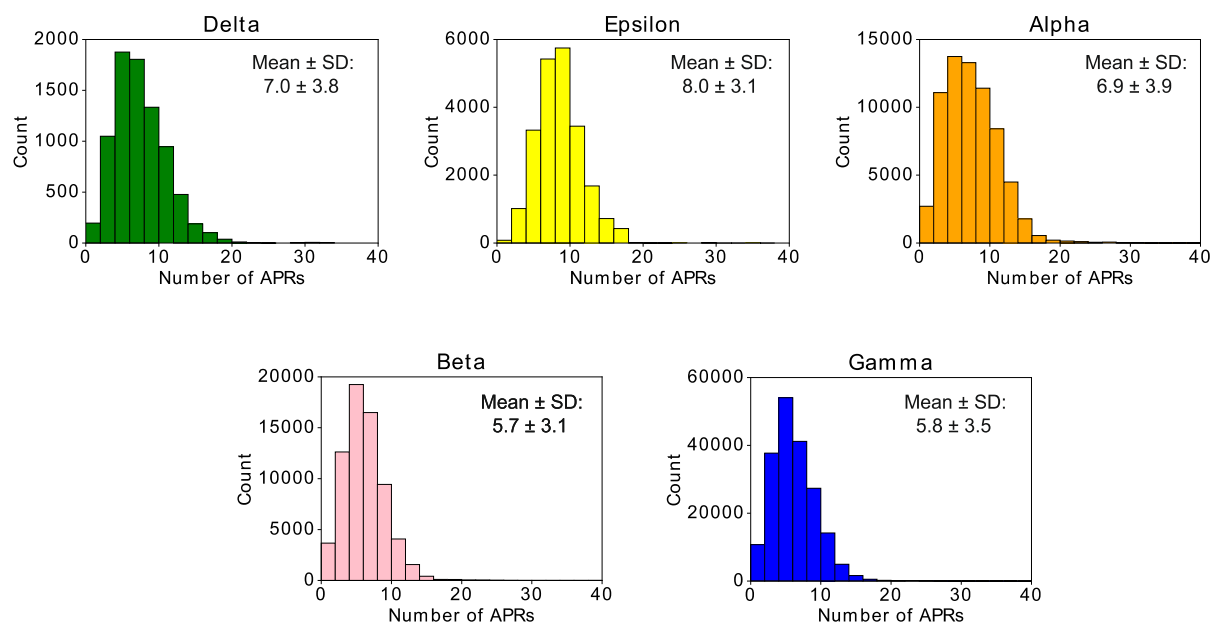 Delta
Mean ± SD:
7.0 ± 3.8
2000
1500
1000
500
0
Count
0 10 20 30 40
Number of APRs
Epsilon
Mean ± SD:
8.0 ± 3.1
6000
4000
2000
0
Count
0 10 20 30 40
Number of APRs
Alpha
Mean ± SD:
6.9 ± 3.9
15000
10000
5000
0
Count
0 10 20 30 40
Number of APRs
Beta
Mean ± SD:
5.7 ± 3.1
20000
15000
10000
5000
0
Count
0 10 20 30 40
Number of APRs
Gamma
Mean ± SD:
5.8 ± 3.5
60000
40000
20000
0
Count
0 10 20 30 40
Number of APRs